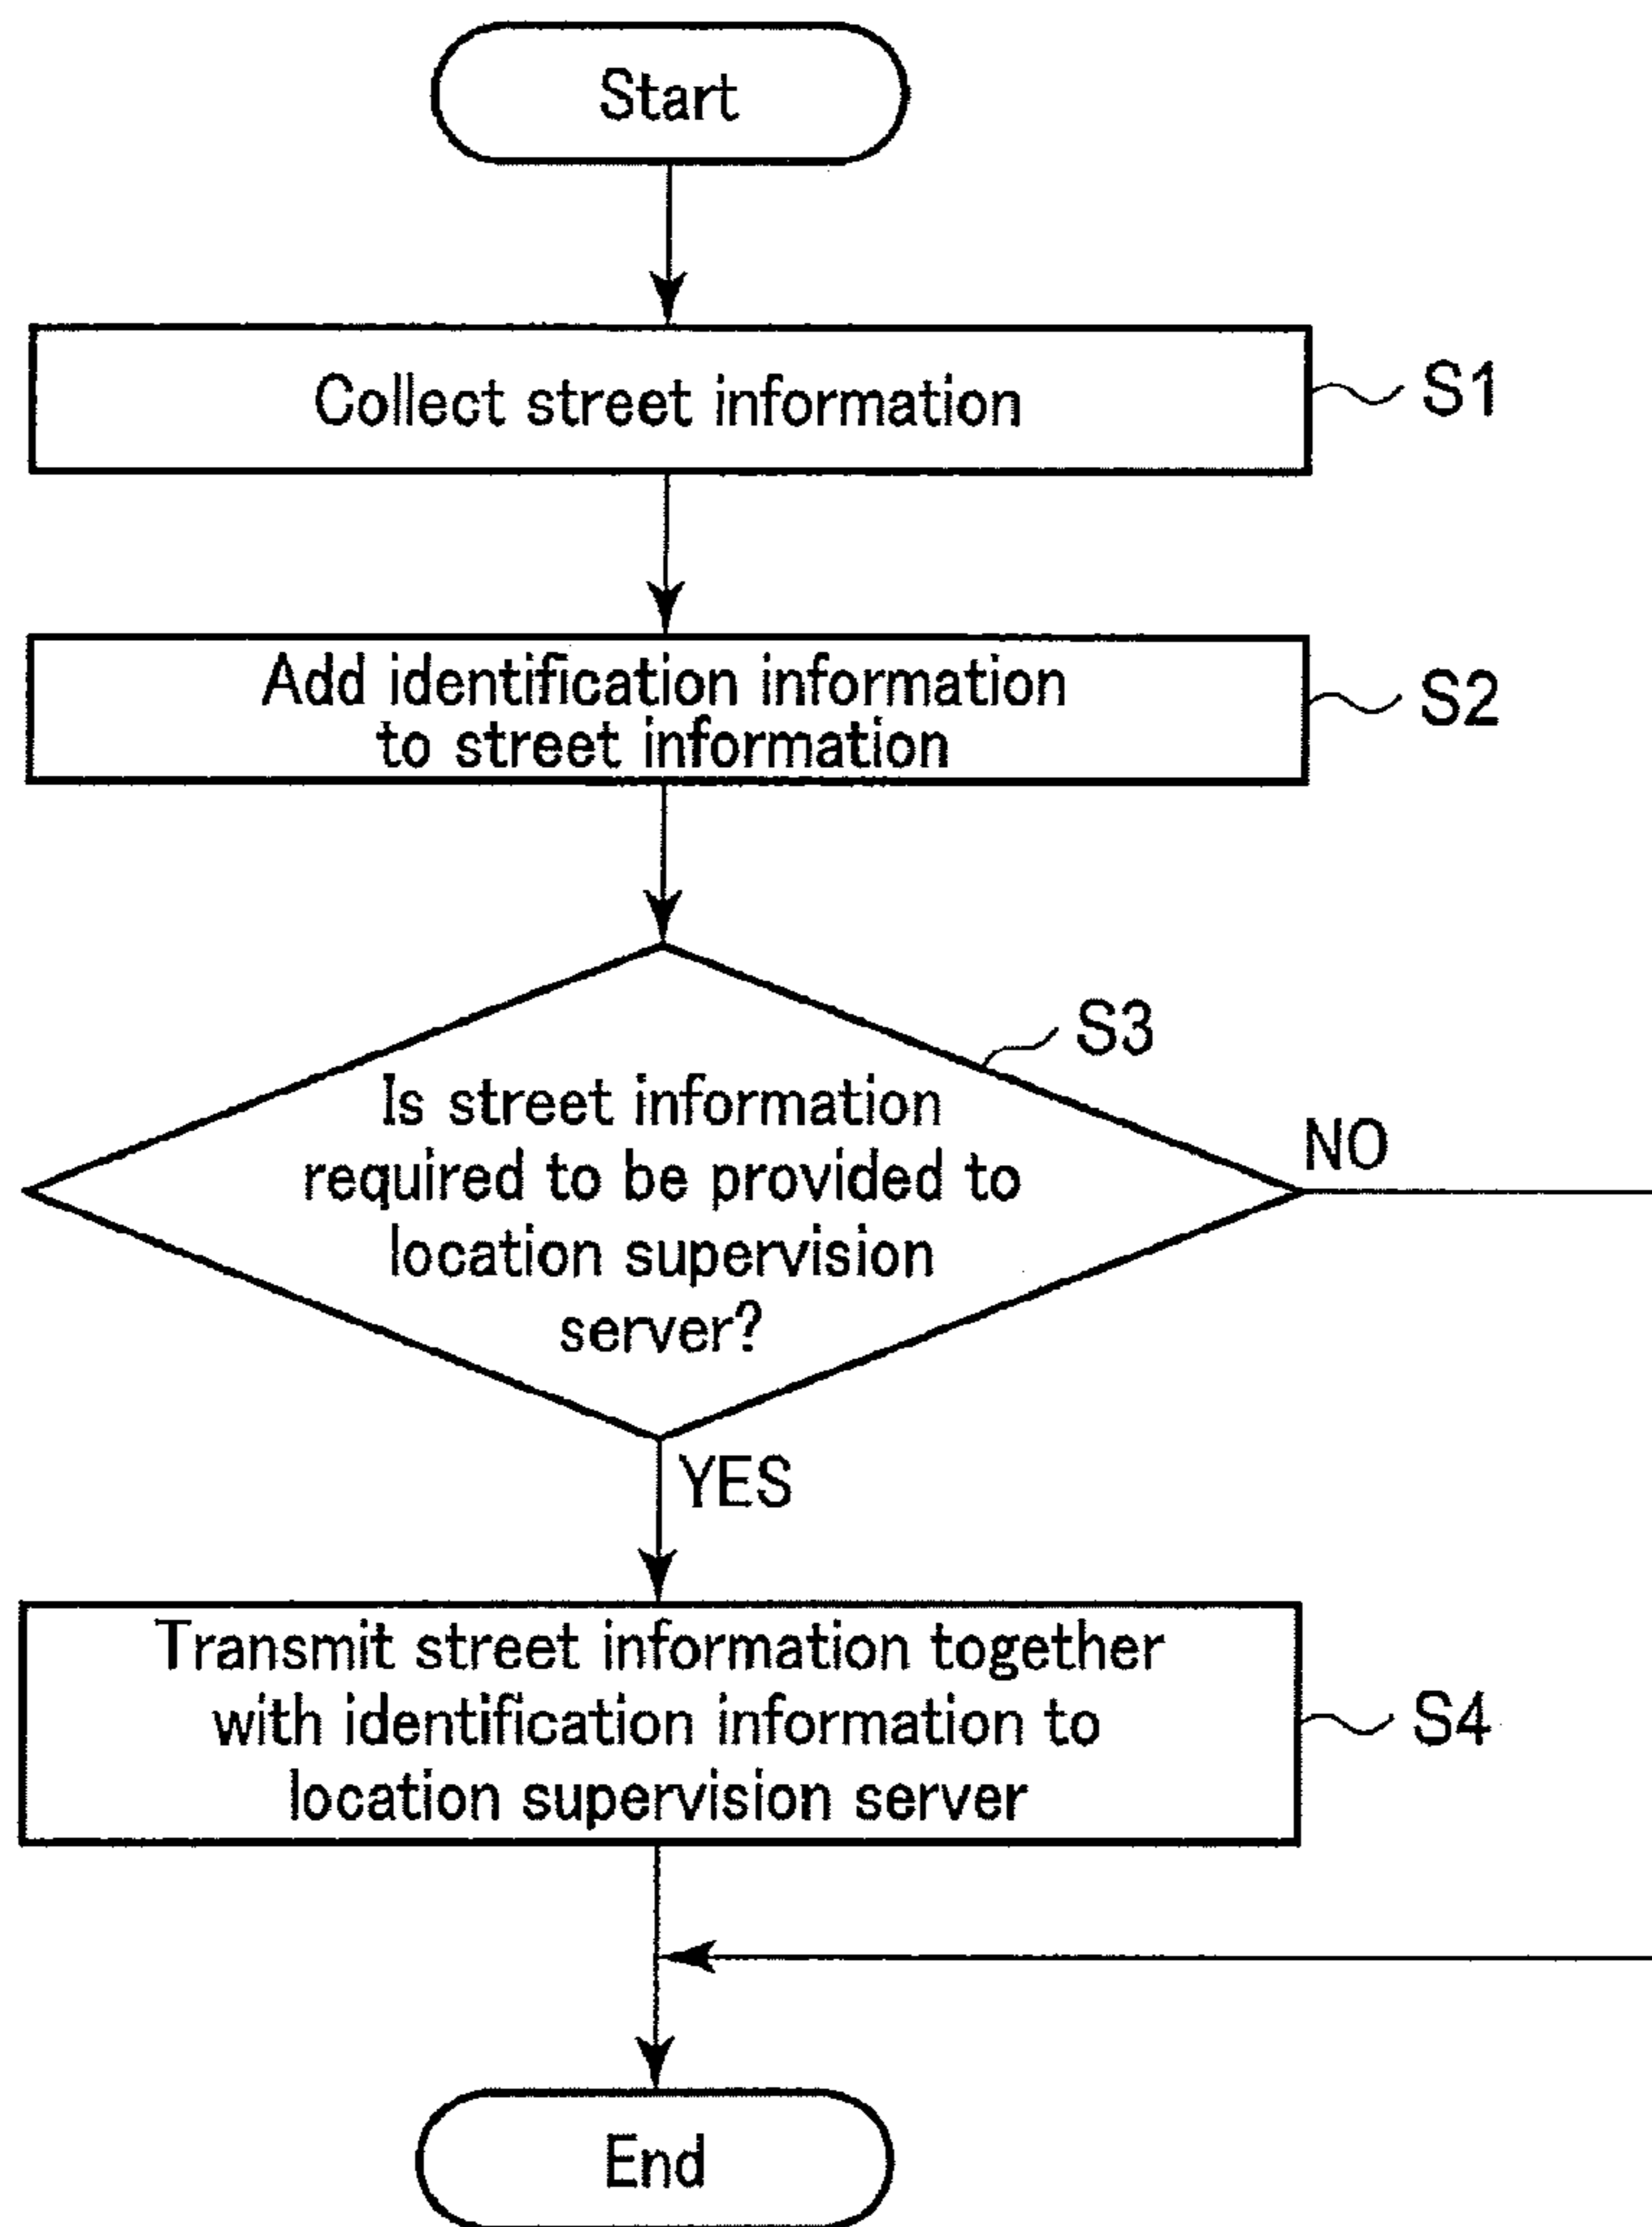 Start
Collect street information
S1
Add identification information
to street information
S2
S3
Is street information
required to be provided to
location supervision
server?
NO
YES
Transmit street information together
with identification information to
location supervision server
S4
End